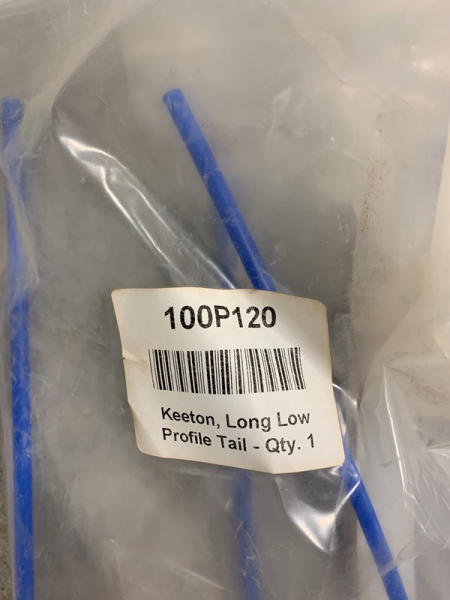 100P120
Keeton, Long Low
Profile Tail - Qty. 1